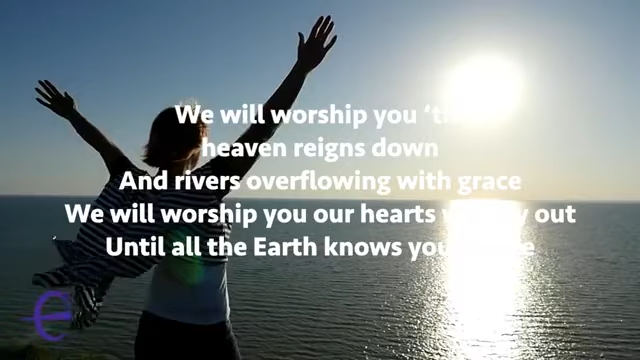 We will worship you
heaven reigns down
And rivers overflowing with grace
We will worship you our hearts out
Until all the Earth knows